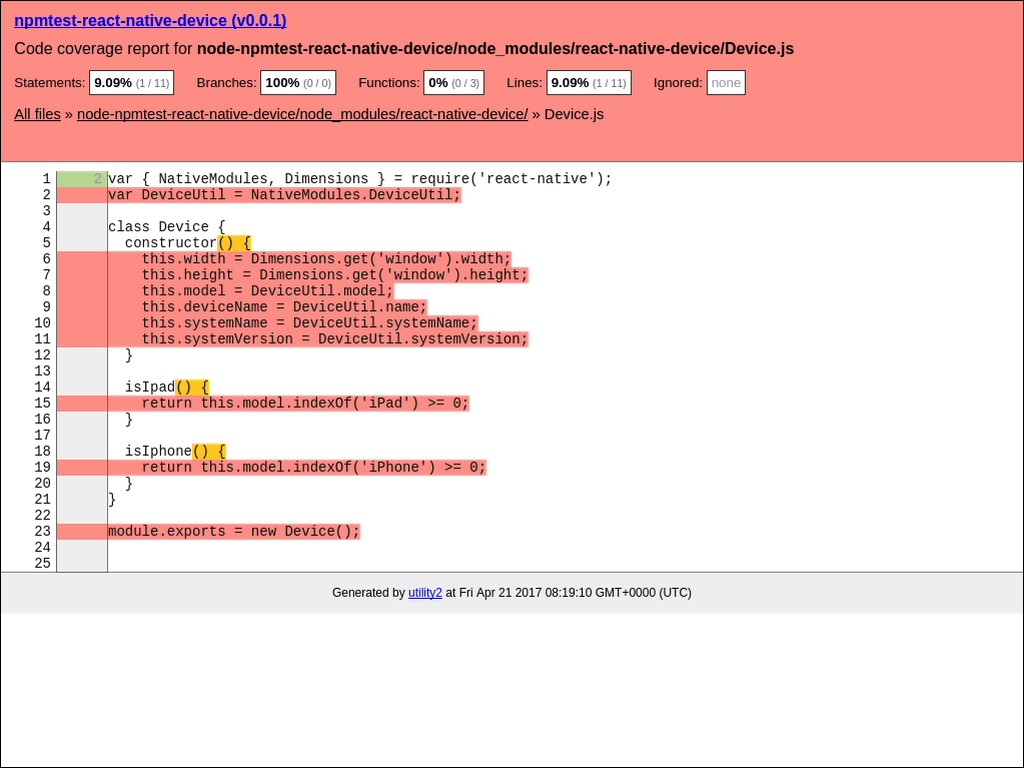 npmtest-react-native-device (v0.0.1)
Code coverage report for node-npmtest-react-native-device/node_modules/react-native-device/Device.js
Statements: 9.09% (1 / 11) Branches: 100% (0 / 0) Functions: 0% (0 / 3) Lines: 9.09% (1 / 11) Ignored: none
All files » node-npmtest-react-native-device/node_modules/react-native-device/ » Device.js
1 2 var { NativeModules, Dimensions } = require('react-native');
2 var DeviceUtil = NativeModules.DeviceUtil;
3
4 class Device {
5   constructor() {
6     this.width = Dimensions.get('window').width;
7     this.height = Dimensions.get('window').height;
8     this.model = DeviceUtil.model;
9     this.deviceName = DeviceUtil.name;
10     this.systemName = DeviceUtil.systemName;
11     this.systemVersion = DeviceUtil.systemVersion;
12   }
13
14   isIpad() {
15     return this.model.indexOf('iPad') >= 0;
16   }
17
18   isIphone() {
19     return this.model.indexOf('iPhone') >= 0;
20   }
21 }
22
23 module.exports = new Device();
24
25
Generated by utility2 at Fri Apr 21 2017 08:19:10 GMT+0000 (UTC)